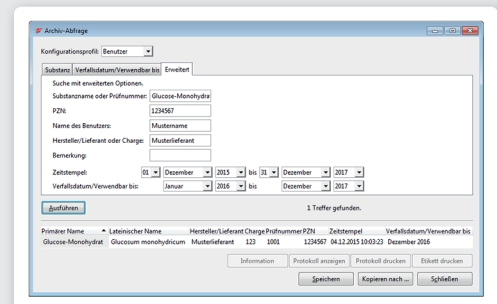 Archiv-Abfrage
Konfigurationsprofil: Benutzer
Substanz Verfallsdatum/Verwendbar bis Erweitert
Suche mit erweiterten Optionen.
Substanzname oder Prüfnummer: Glucose-Monohydrat
PZN: 1234567
Name des Benutzers: Mustername
Hersteller/Lieferant oder Charge: Musterlieferant
Bemerkung:
Zeitstempel: 01 Dezember 2015 bis 31 Dezember 2017
Verfallsdatum/Verwendbar bis: Januar 2016 bis Dezember 2017
Ausführen 1 Treffer gefunden.
Primärer Name Lateinischer Name Hersteller/Lieferant Charge Prüfnummer PZN Zeitstempel Verfallsdatum/Verwendbar bis
Glucose-Monohydrat Glucosum monohydricum Musterlieferant 123 1001 1234567 04.12.2015 10:03:23 Dezember 2016
Information Protokoll anzeigen Protokoll drucken Etikett drucken
Speichern Kopieren nach ... Schließen